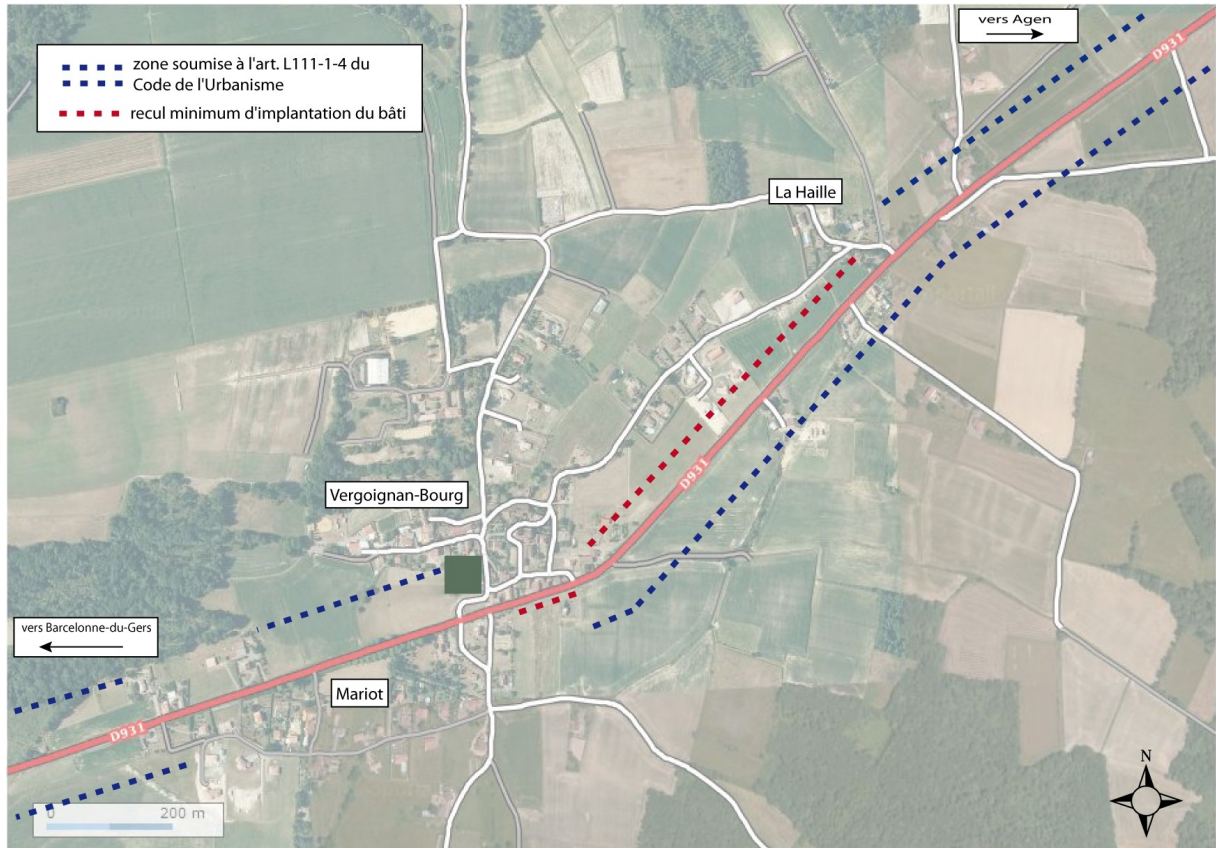 vers Agen
zone soumise à l'art. L111-1-4 du
Code de l'Urbanisme
recul minimum d'implantation du bâti
D931
La Haille
D931
Vergoignan-Bourg
vers Barcelonne-du-Gers
Mariot
D931
N
0 200 m